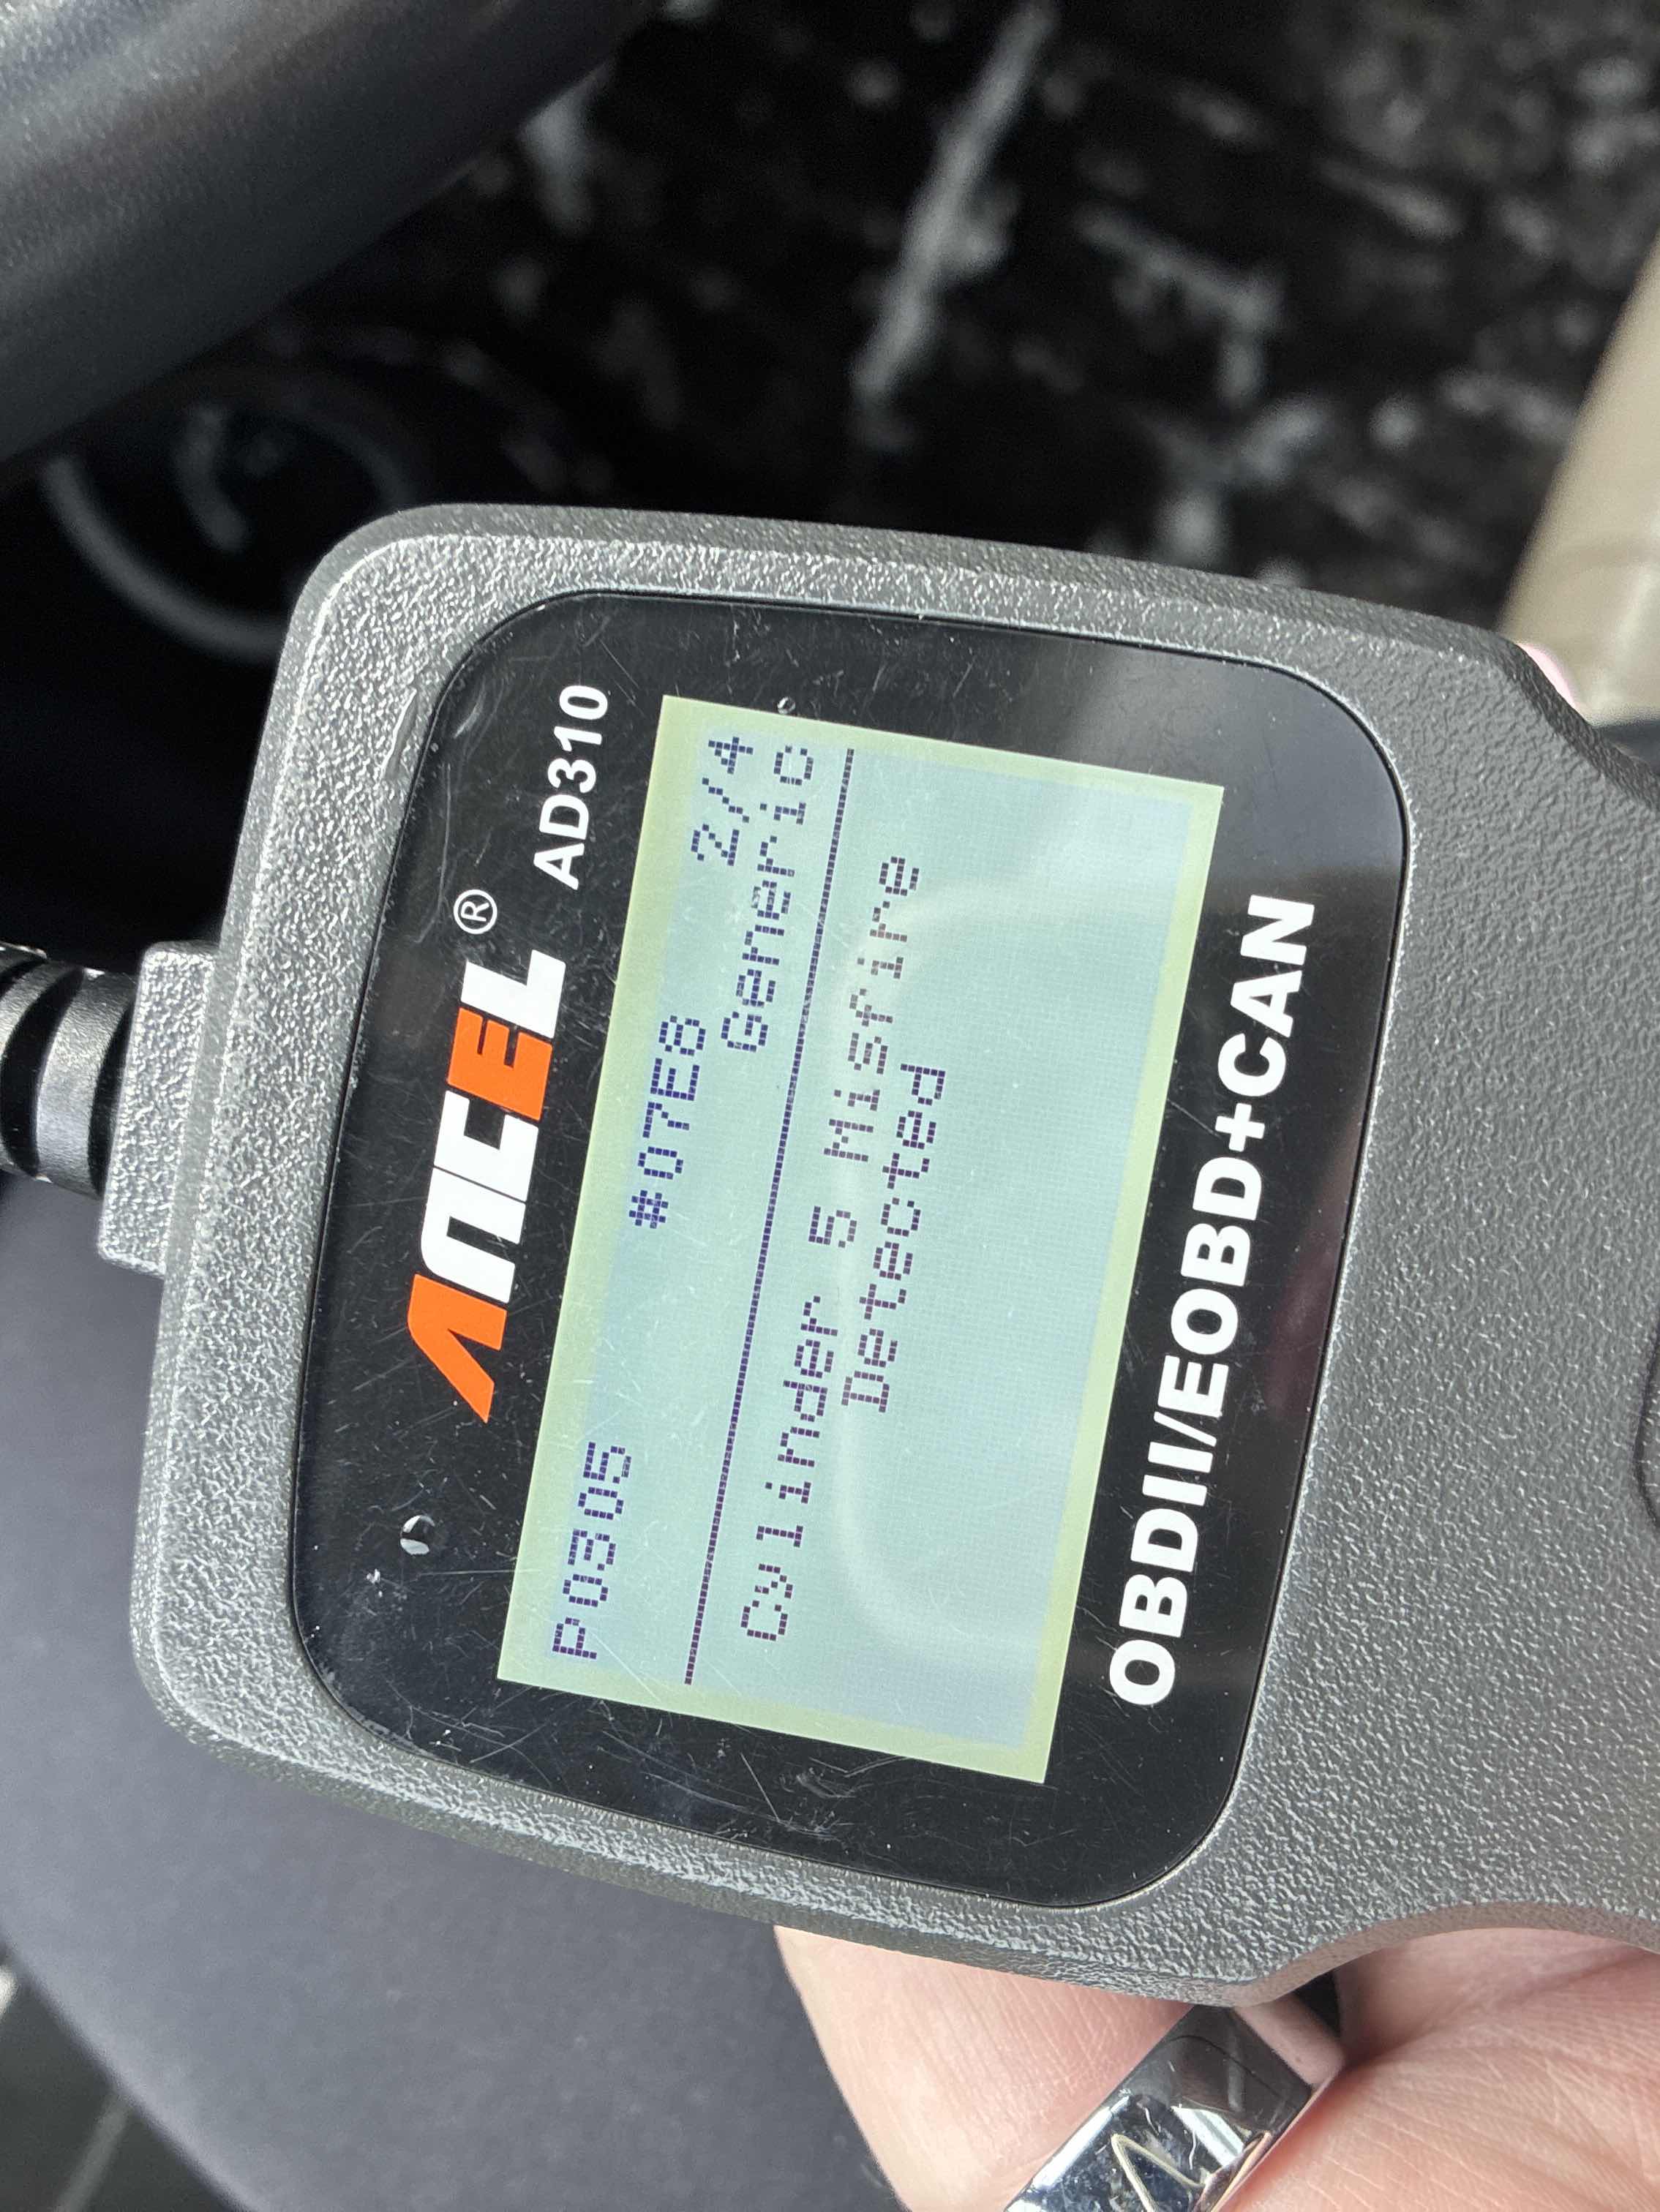 ANCEL® AD310
P0305 #07E8 2/4
Generic
Cylinder 5 Misfire
Detected
OBDII/EOBD+CAN